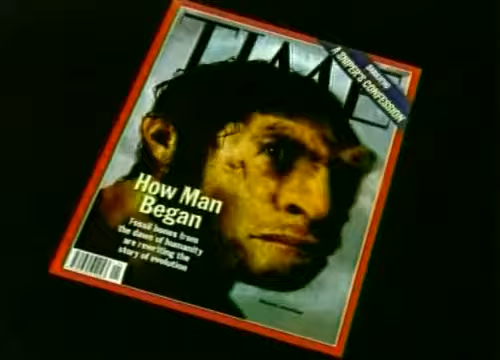 TIME
SARAJEVO
A SNIPER'S CONFESSION
How Man
Began
Fossil bones from
the dawn of humanity
are rewriting the
story of evolution